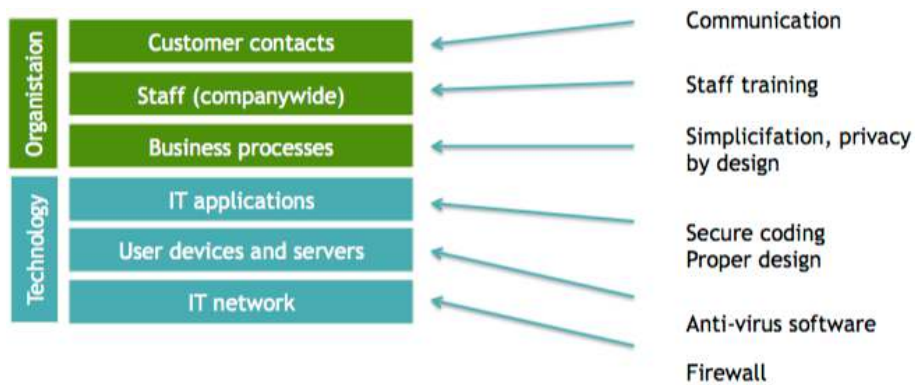 Organistaion
Customer contacts
Staff (companywide)
Business processes
Technology
IT applications
User devices and servers
IT network
Communication
Staff training
Simplicifation, privacy
by design
Secure coding
Proper design
Anti-virus software
Firewall